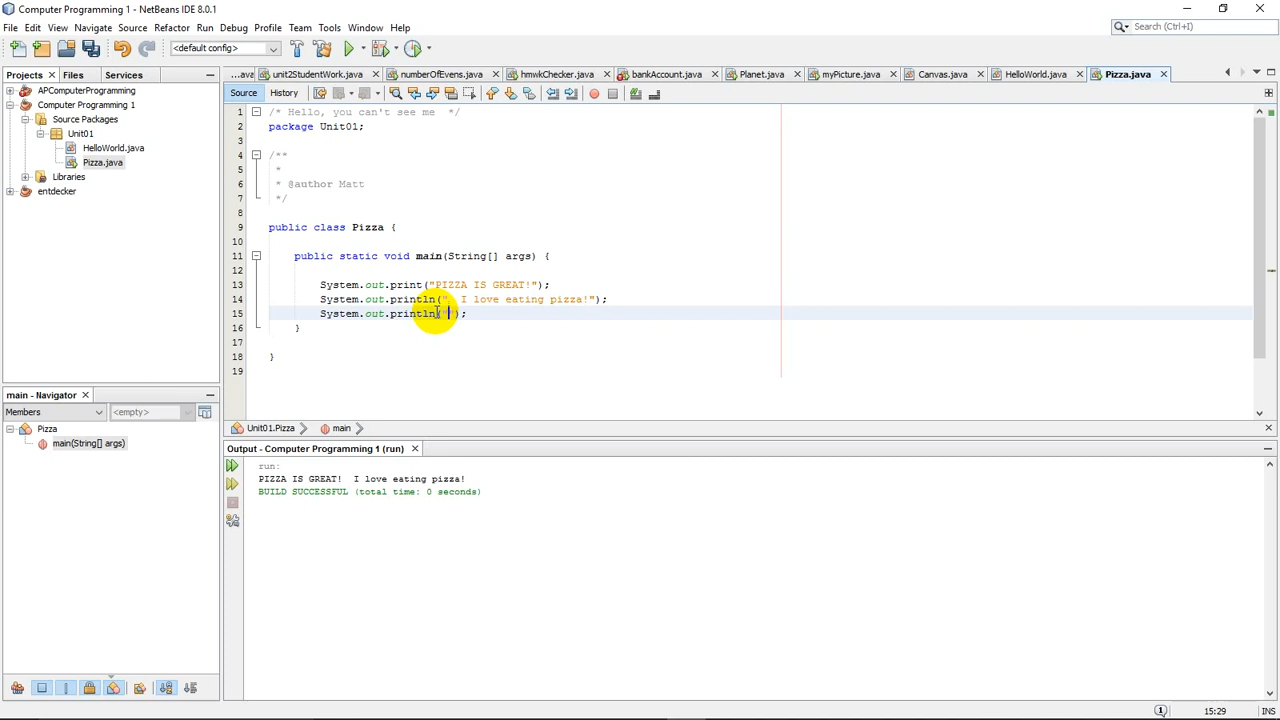 Computer Programming 1 - NetBeans IDE 8.0.1
File Edit View Navigate Source Refactor Run Debug Profile Team Tools Window Help
Search (Ctrl+I)
<default config>
Projects Files Services
...ava unit2StudentWork.java numberOfEvens.java hmwkChecker.java bankAccount.java Planet.java myPicture.java Canvas.java HelloWorld.java Pizza.java
Source History
APComputerProgramming
Computer Programming 1
Source Packages
Unit01
HelloWorld.java
Pizza.java
Libraries
entdecker
1 /* Hello, you can't see me */
2 package Unit01;
3
4 /**
5 *
6 * @author Matt
7 */
8
9 public class Pizza {
10
11 public static void main(String[] args) {
12
13 System.out.print("PIZZA IS GREAT!");
14 System.out.println("  I love eating pizza!");
15 System.out.println("");
16 }
17
18 }
19
main - Navigator
Members <empty>
Pizza
main(String[] args)
Unit01.Pizza main
Output - Computer Programming 1 (run)
run:
PIZZA IS GREAT!  I love eating pizza!
BUILD SUCCESSFUL (total time: 0 seconds)
1 15:29 INS